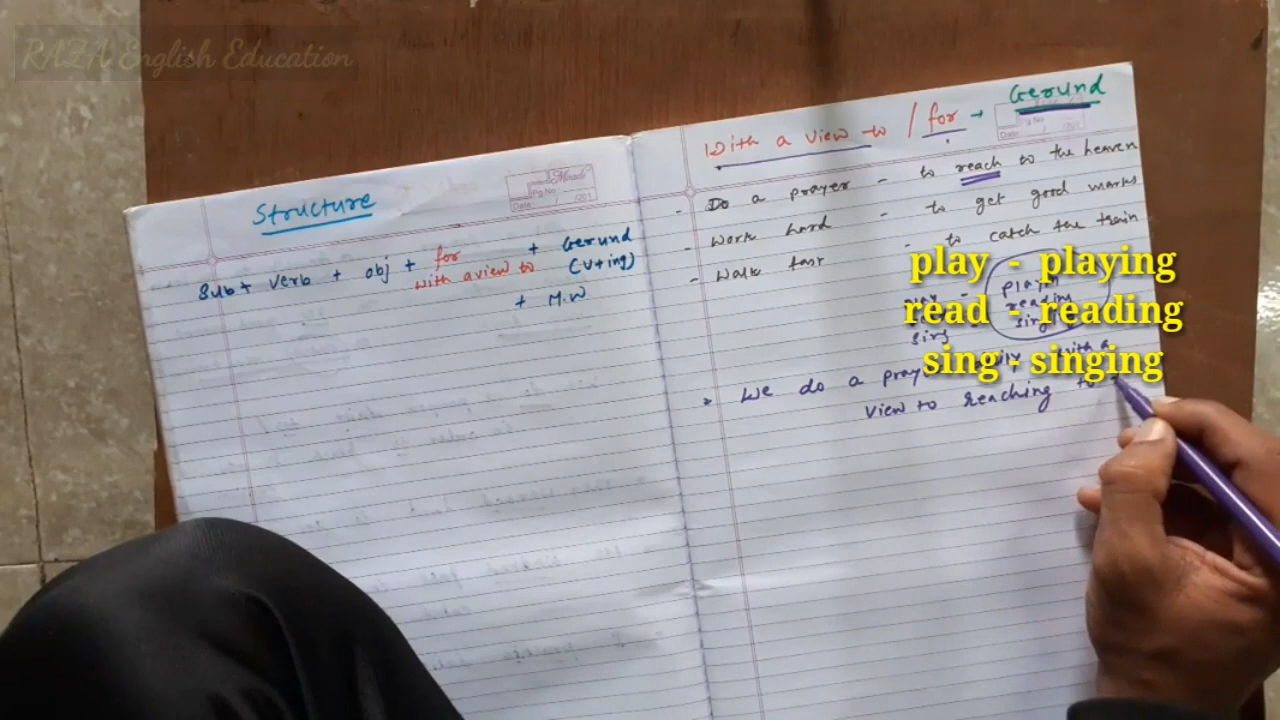 RAZA English Education
Structure
Sub + verb + obj + for + Gerund
with a view to (V+ing)
+ M.W
With a view to / for → Gerund
- Do a prayer - to reach to the heaven
- Work hard - to get good marks
- Walk fast - to catch the train
play - playing
read - reading
sing - singing
We do a with a
view to reaching to